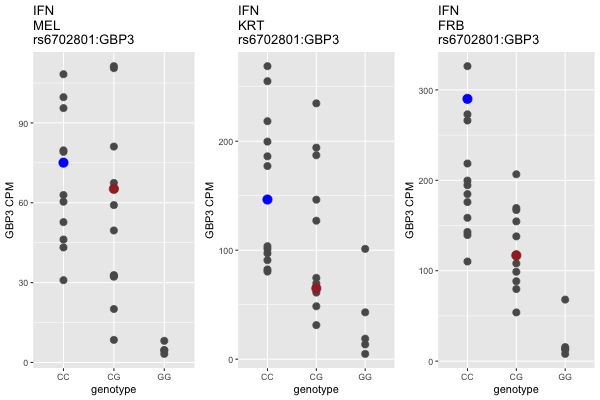 IFN
MEL
rs6702801:GBP3
90
60
30
0
GBP3 CPM
CC
CG
GG
genotype
IFN
KRT
rs6702801:GBP3
200
100
0
GBP3 CPM
CC
CG
GG
genotype
IFN
FRB
rs6702801:GBP3
300
200
100
0
GBP3 CPM
CC
CG
GG
genotype